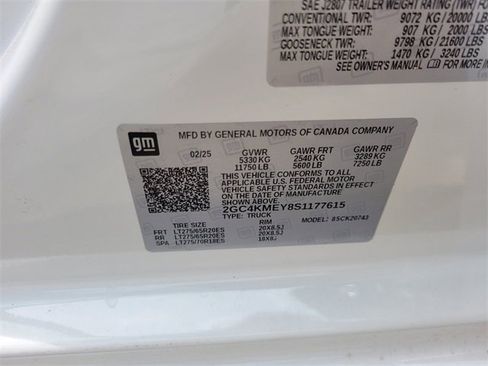 SAE J2807 TRAILER WEIGHT RATING (TWR)
CONVENTIONAL TWR: 9072 KG/20000 LBS
MAX TONGUE WEIGHT: 907 KG/ 2000 LBS
GOOSENECK TWR: 9798 KG/21600 LBS
MAX TONGUE WEIGHT: 1470 KG/ 3240 LBS
SEE OWNER'S MANUAL FOR
gm
MFD BY GENERAL MOTORS OF CANADA COMPANY
02/25 GVWR GAWR FRT GAWR RR
5330 KG 2540 KG 3289 KG
11750 LB 5600 LB 7250 LB
THIS VEHICLE CONFORMS TO ALL APPLICABLE U.S. FEDERAL MOTOR
VEHICLE SAFETY STANDARDS IN EFFECT ON THE
DATE OF MANUFACTURE SHOWN ABOVE.
2GC4KMEY8S1177615
TYPE: TRUCK MODEL: 8SCK20743
TIRE SIZE RIM
FRT LT275/65R20ES 20X8.5J
RR LT275/65R20ES 20X8.5J
SPA LT275/70R18ES 18X8J